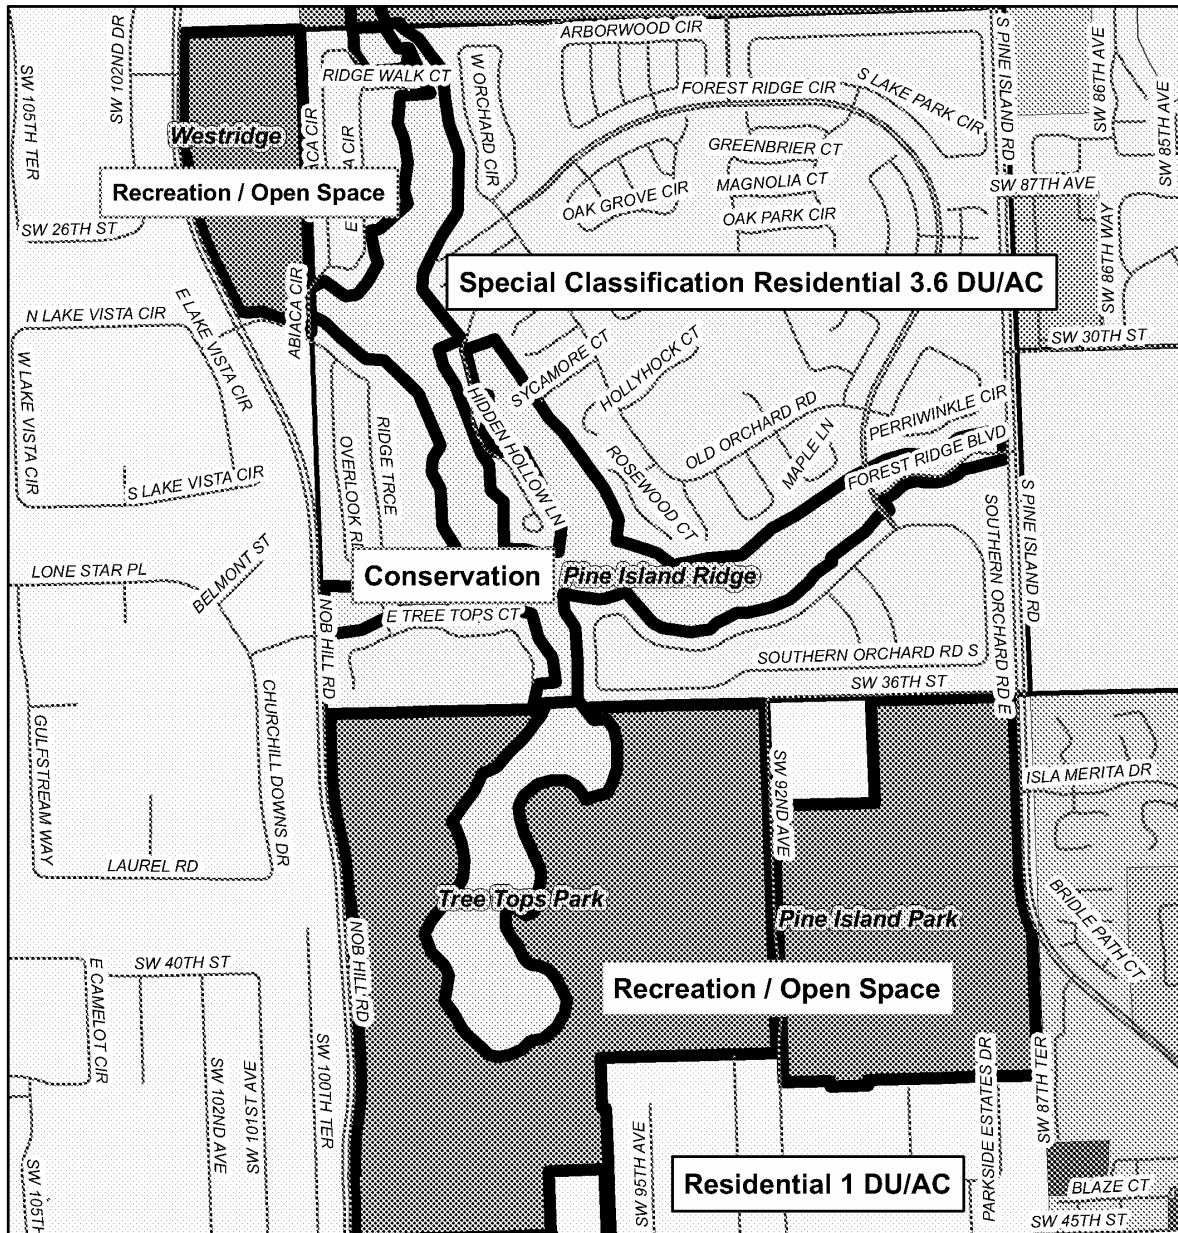 ARBORWOOD CIR
SW 102ND DR
SW 105TH TER
RIDGE WALK CT
W ORCHARD CIR
FOREST RIDGE CIR
S LAKE PARK CIR
S PINE ISLAND RD
SW 86TH AVE
SW 85TH AVE
Westridge
GREENBRIER CT
MAGNOLIA CT
OAK GROVE CIR
OAK PARK CIR
SW 87TH AVE
SW 86TH WAY
Recreation / Open Space
SW 26TH ST
Special Classification Residential 3.6 DU/AC
ABIACA CIR
N LAKE VISTA CIR
E LAKE VISTA CIR
W LAKE VISTA CIR
SW 30TH ST
SYCAMORE CT
HOLLYHOCK CT
HIDDEN HOLLOW LN
OLD ORCHARD RD
MAPLE LN
PERRIWINKLE CIR
FOREST RIDGE BLVD
ROSEWOOD CT
RIDGE TRCE
OVERLOOK RD
S LAKE VISTA CIR
S PINE ISLAND RD
SOUTHERN ORCHARD RD E
BELMONT ST
LONE STAR PL
Conservation
Pine Island Ridge
NOB HILL RD
E TREE TOPS CT
SOUTHERN ORCHARD RD S
SW 36TH ST
CHURCHILL DOWNS DR
GULFSTREAM WAY
SW 92ND AVE
ISLA MERITA DR
LAUREL RD
Tree Tops Park
Pine Island Park
BRIDLE PATH CT
NOB HILL RD
SW 40TH ST
E CAMELOT CIR
Recreation / Open Space
SW 100TH TER
SW 101ST AVE
SW 102ND AVE
SW 105TH
SW 95TH AVE
PARKSIDE ESTATES DR
SW 87TH TER
Residential 1 DU/AC
BLAZE CT
SW 45TH ST